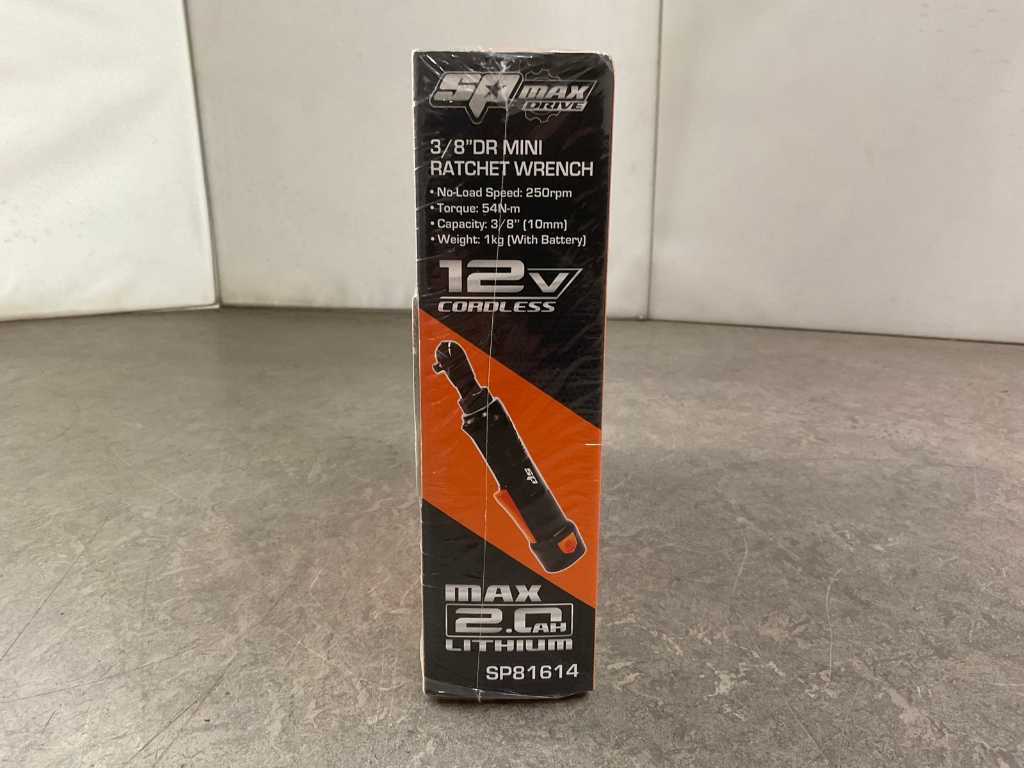 SP MAX
DRIVE
3/8"DR MINI
RATCHET WRENCH
• No-Load Speed: 250rpm
• Torque: 54N-m
• Capacity: 3/8" (10mm)
• Weight: 1kg (With Battery)
12V
CORDLESS
SP
MAX
2.0AH
LITHIUM
SP81614